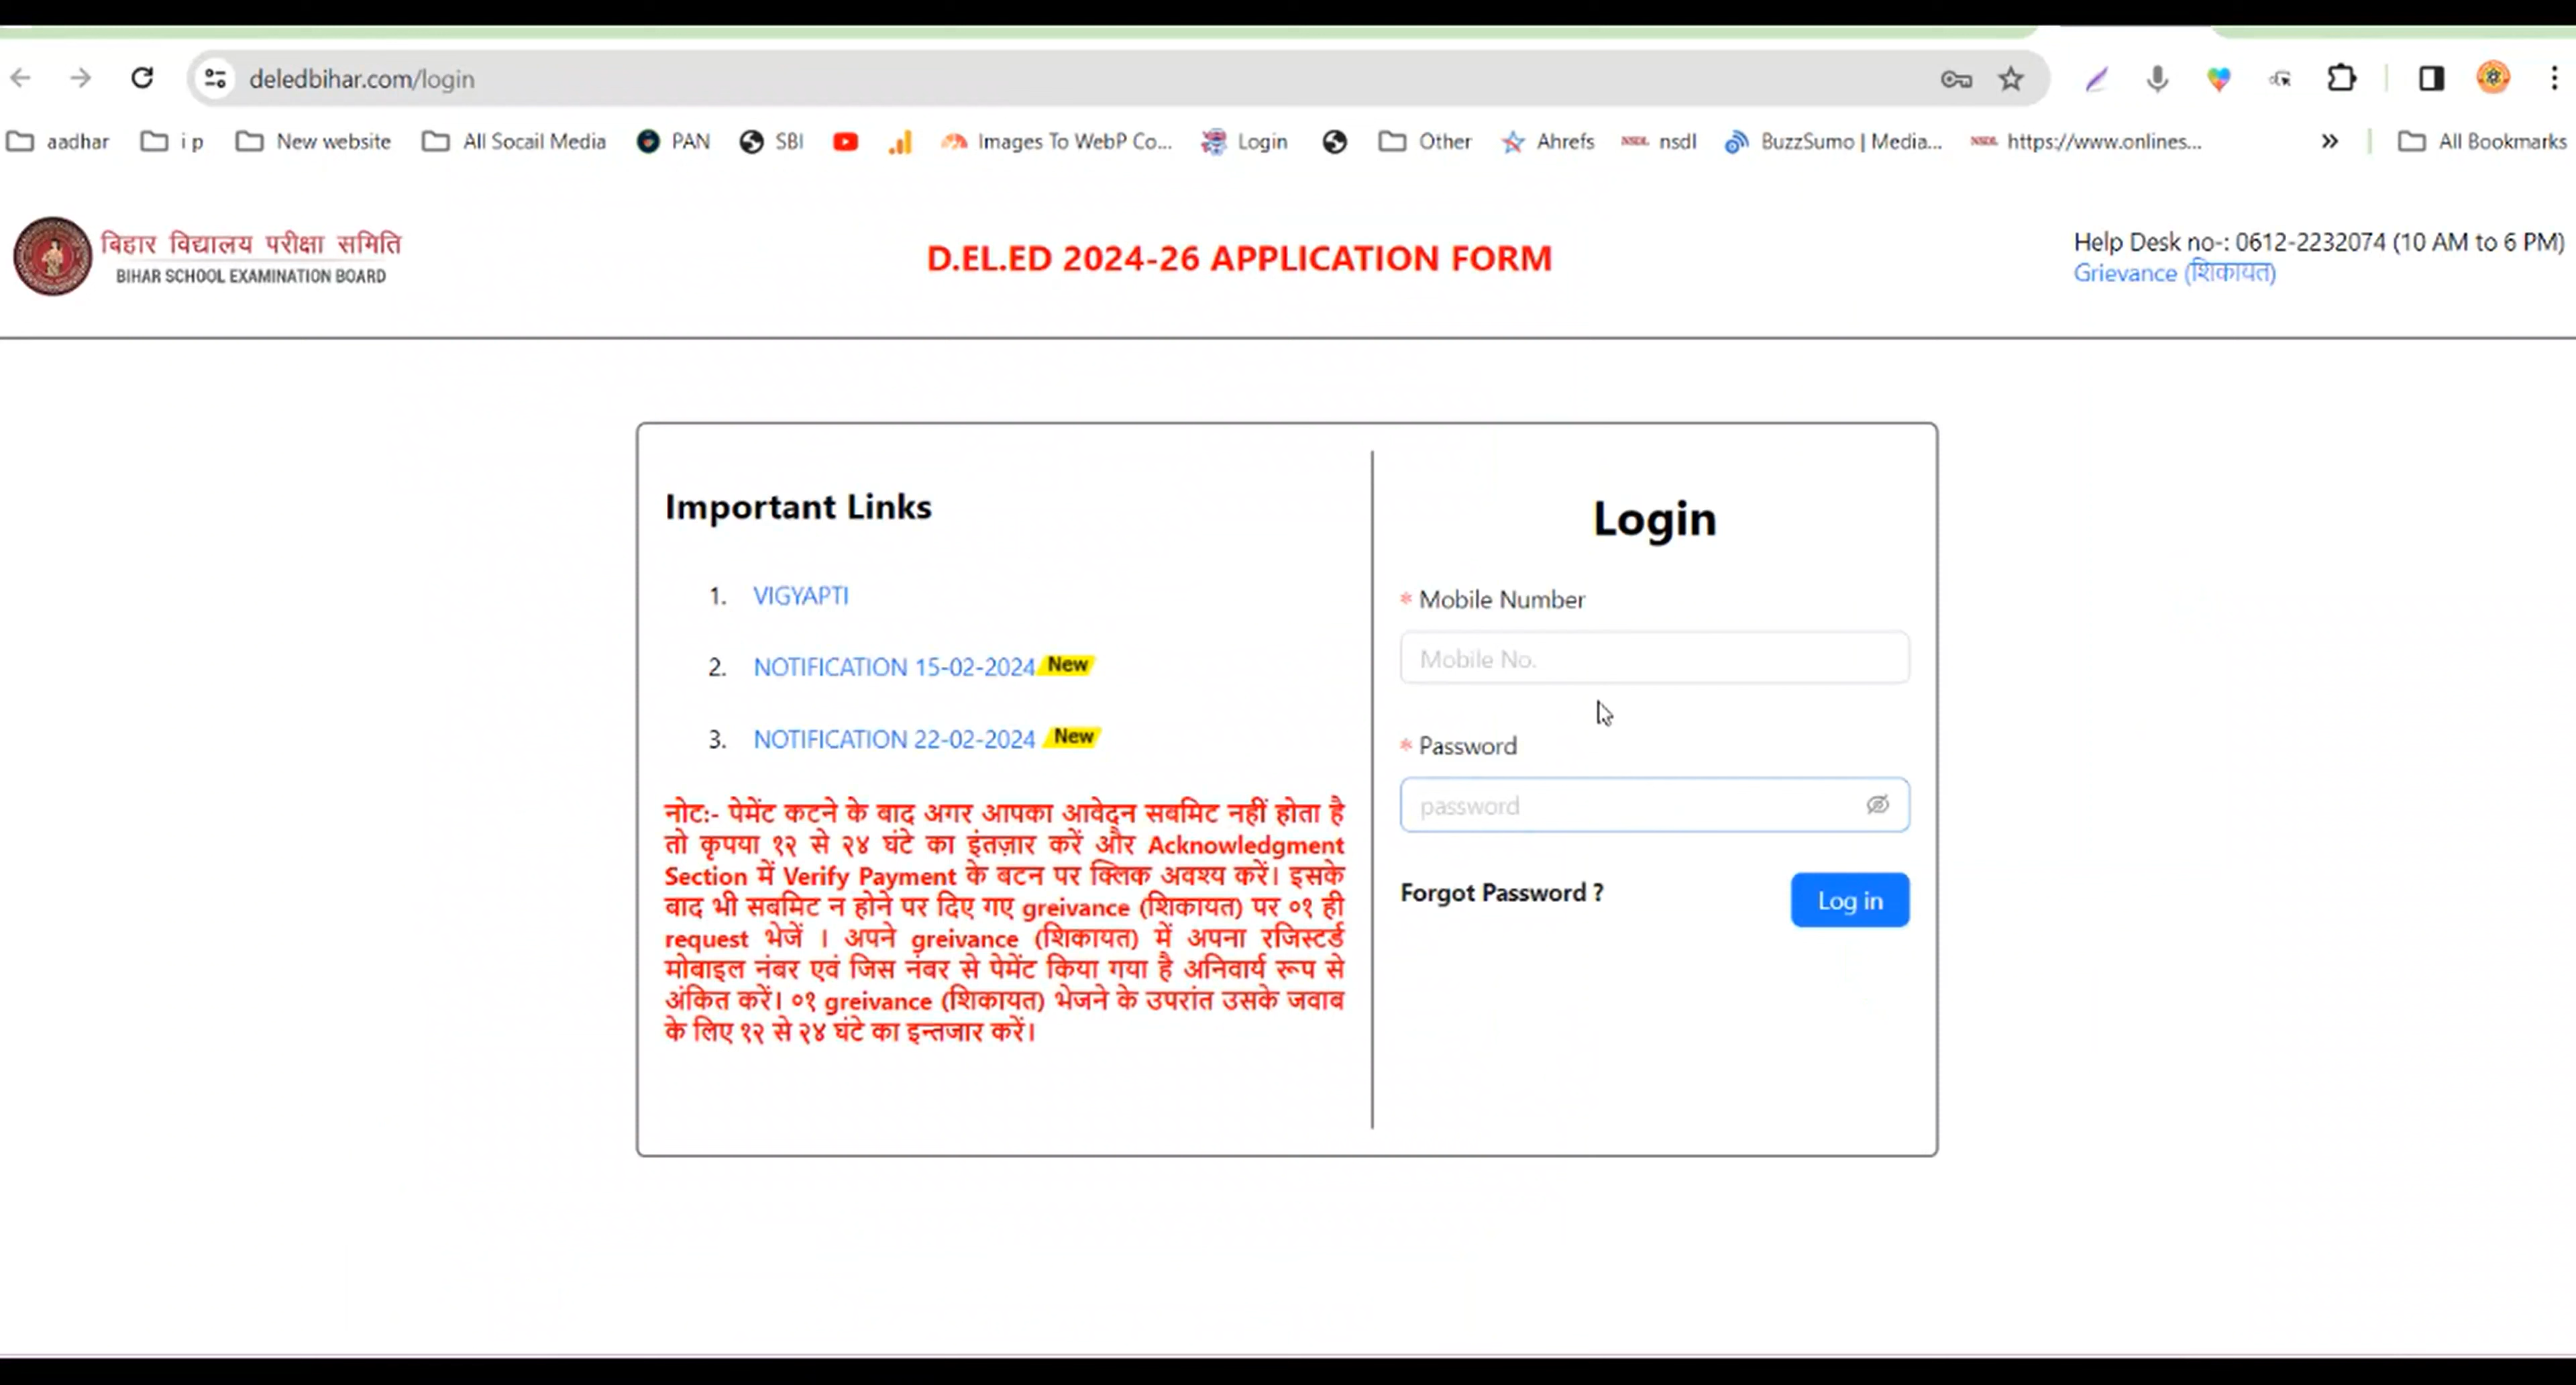 deledbihar.com/login
aadhar
i p
New website
All Socail Media
PAN
SBI
Images To WebP Co...
Login
Other
Ahrefs
nsdl
BuzzSumo | Media...
https://www.onlines...
All Bookmarks
बिहार विद्यालय परीक्षा समिति
BIHAR SCHOOL EXAMINATION BOARD
D.EL.ED 2024-26 APPLICATION FORM
Help Desk no-: 0612-2232074 (10 AM to 6 PM)
Grievance (शिकायत)
Important Links
1. VIGYAPTI
2. NOTIFICATION 15-02-2024 New
3. NOTIFICATION 22-02-2024 New
नोट:- पेमेंट कटने के बाद अगर आपका आवेदन सबमिट नहीं होता है
तो कृपया १२ से २४ घंटे का इंतज़ार करें और Acknowledgment
Section में Verify Payment के बटन पर क्लिक अवश्य करें। इसके
बाद भी सबमिट न होने पर दिए गए greivance (शिकायत) पर ०१ ही
request भेजें । अपने greivance (शिकायत) में अपना रजिस्टर्ड
मोबाइल नंबर एवं जिस नंबर से पेमेंट किया गया है अनिवार्य रूप से
अंकित करें। ०१ greivance (शिकायत) भेजने के उपरांत उसके जवाब
के लिए १२ से २४ घंटे का इन्तजार करें।
Login
* Mobile Number
Mobile No.
* Password
password
Forgot Password ?
Log in